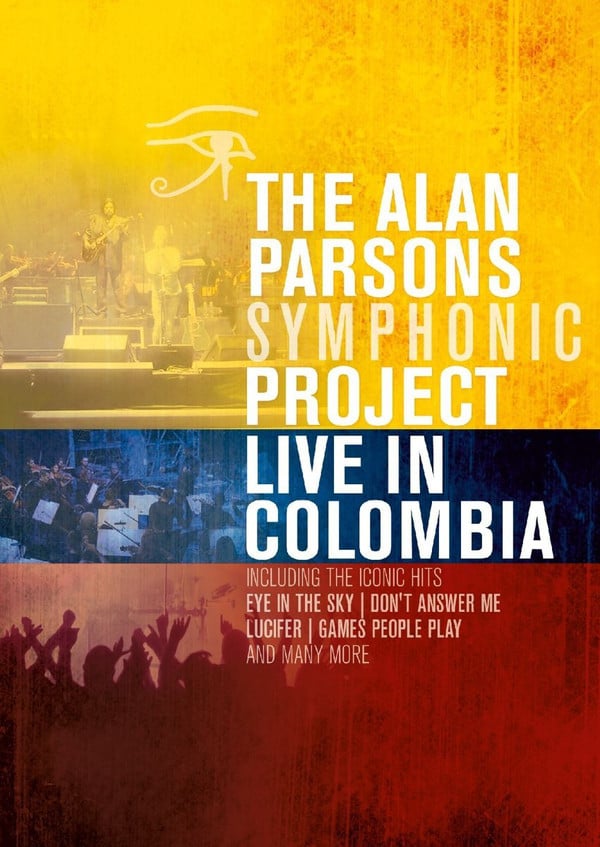 THE ALAN
PARSONS
SYMPHONIC
PROJECT
LIVE IN
COLOMBIA
INCLUDING THE ICONIC HITS
EYE IN THE SKY | DON'T ANSWER ME
LUCIFER | GAMES PEOPLE PLAY
AND MANY MORE